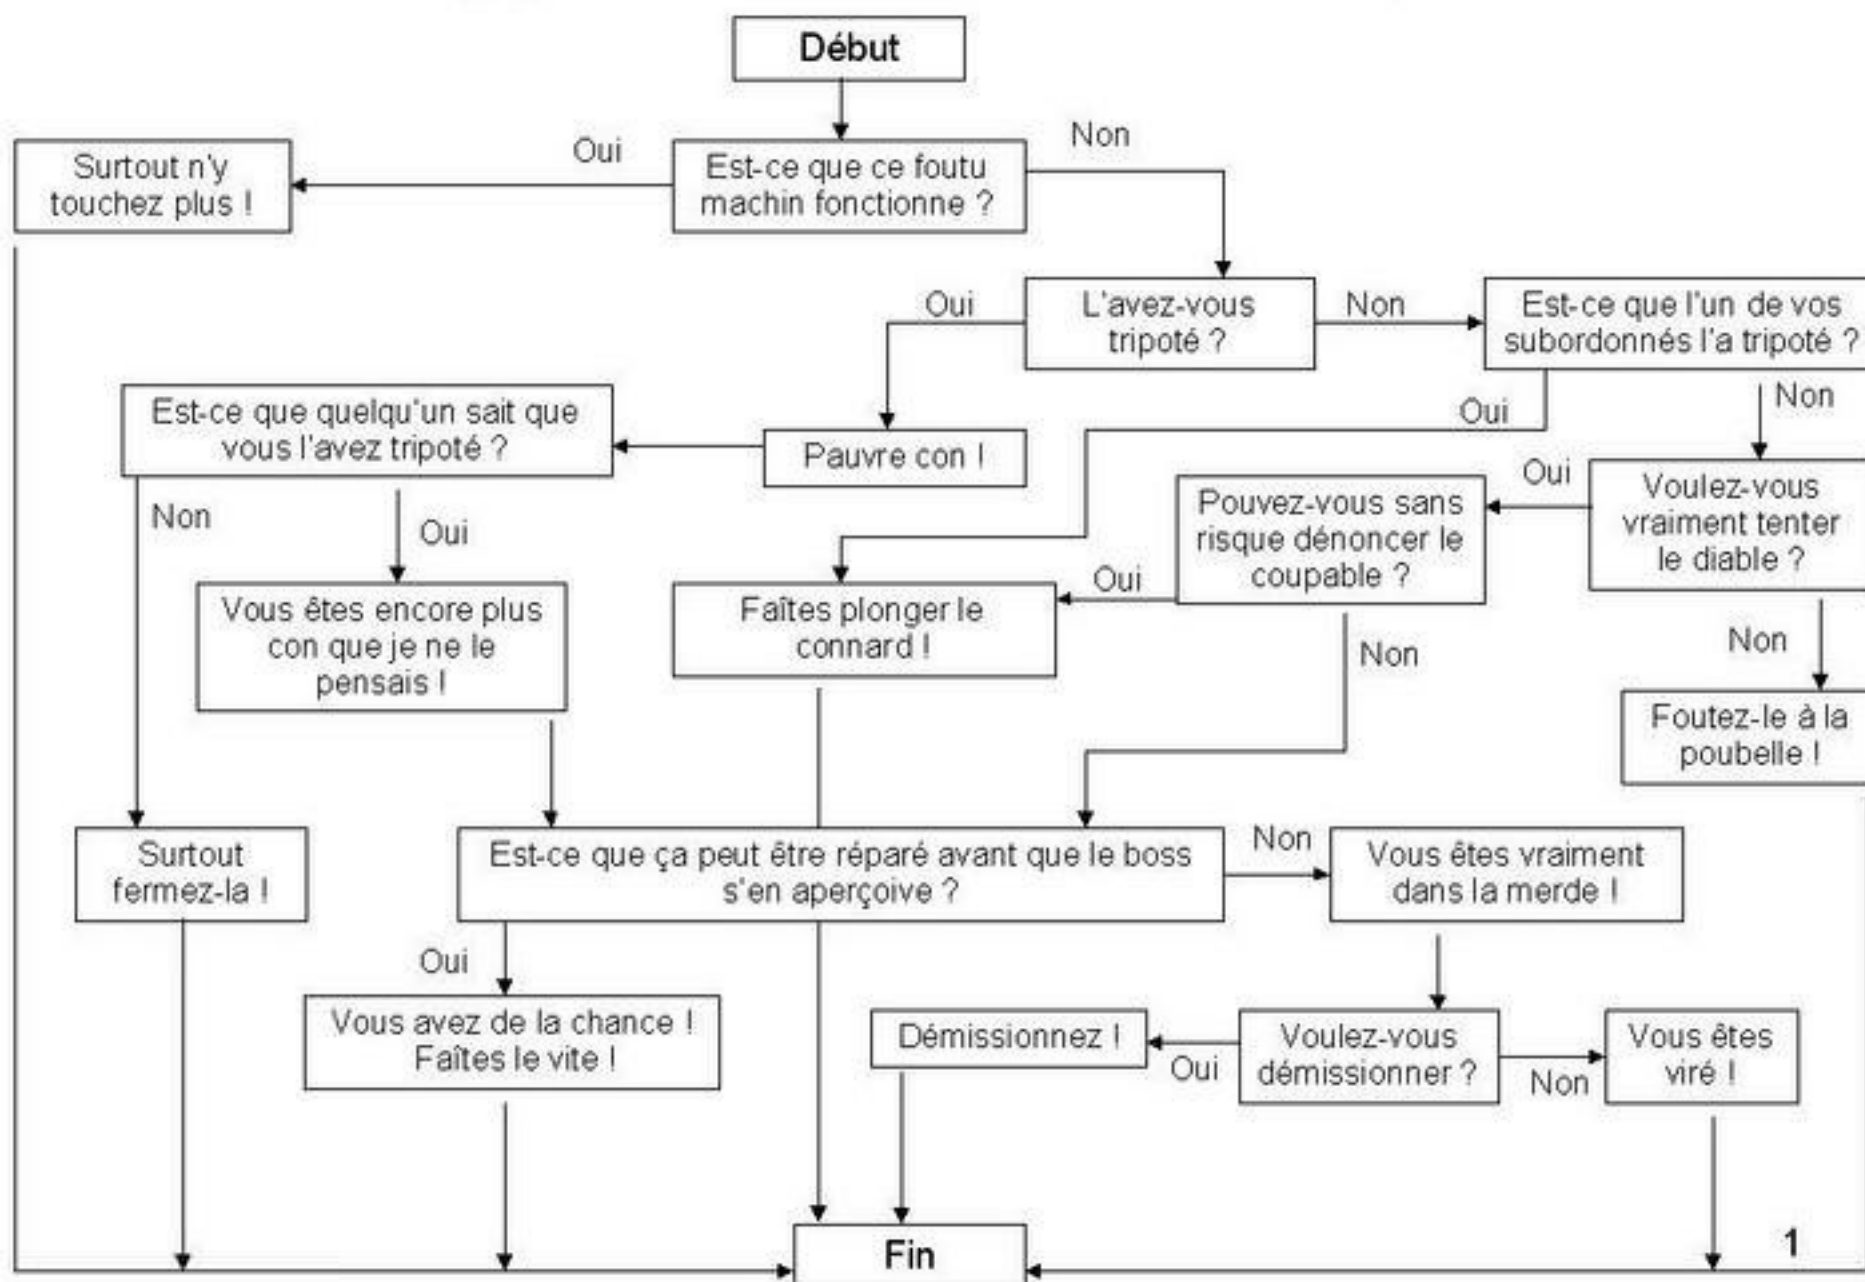 Début
Oui
Non
Surtout n'y
touchez plus !
Est-ce que ce foutu
machin fonctionne ?
Oui
L'avez-vous
tripoté ?
Non
Est-ce que l'un de vos
subordonnés l'a tripoté ?
Est-ce que quelqu'un sait que
vous l'avez tripoté ?
Pauvre con !
Oui
Non
Non
Oui
Pouvez-vous sans
risque dénoncer le
coupable ?
Oui
Voulez-vous
vraiment tenter
le diable ?
Vous êtes encore plus
con que je ne le
pensais !
Faîtes plonger le
connard !
Oui
Non
Non
Foutez-le à la
poubelle !
Surtout
fermez-la !
Est-ce que ça peut être réparé avant que le boss
s'en aperçoive ?
Non
Vous êtes vraiment
dans la merde !
Oui
Vous avez de la chance !
Faîtes le vite !
Démissionnez !
Oui
Voulez-vous
démissionner ?
Non
Vous êtes
viré !
Fin
1